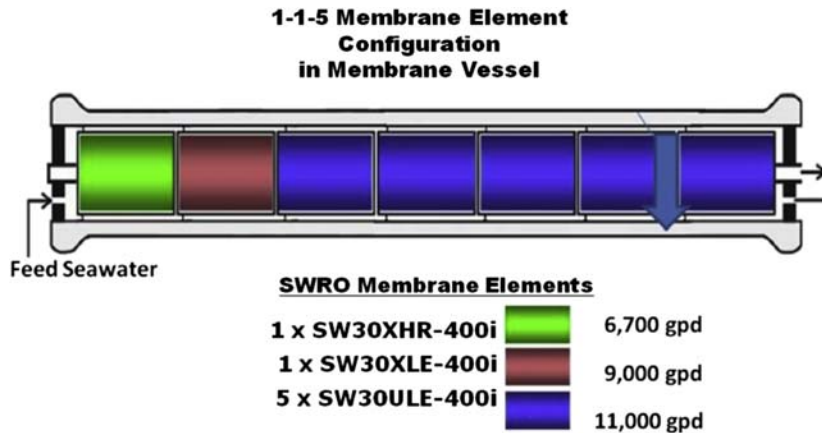 1-1-5 Membrane Element
Configuration
in Membrane Vessel
Feed Seawater
SWRO Membrane Elements
1 x SW30XHR-400i 6,700 gpd
1 x SW30XLE-400i 9,000 gpd
5 x SW30ULE-400i 11,000 gpd